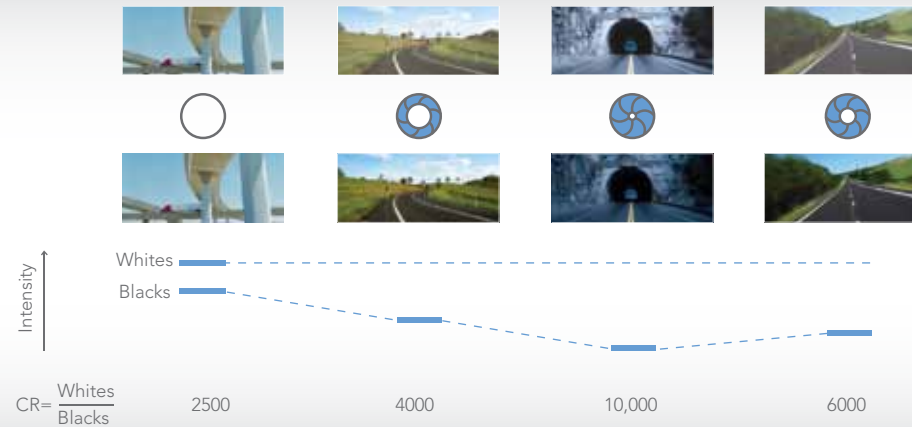 Whites
Blacks
Intensity
CR= Whites
Blacks
2500 4000 10,000 6000